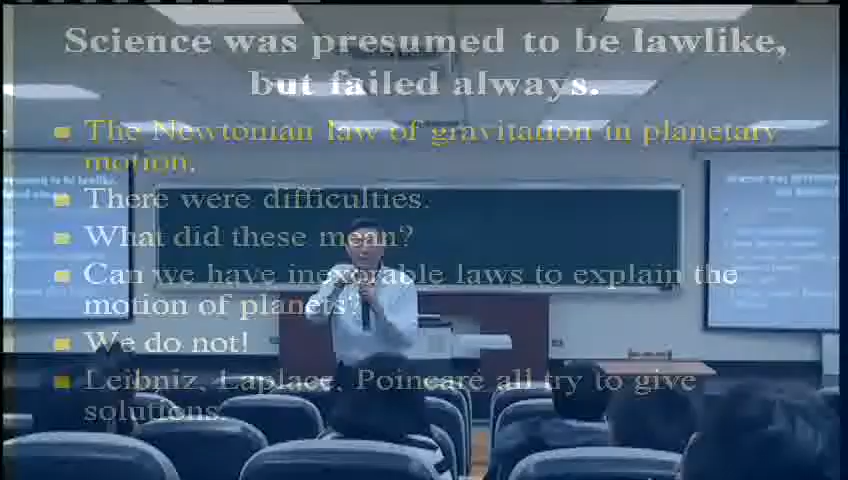 Science was presumed to be lawlike,
but failed always.
The Newtonian law of gravitation in planetary
motion.
There were difficulties.
What did these mean?
Can we have inexorable laws to explain the
motion of planets?
We do not!
Leibniz, Laplace, Poincaré all try to give
solutions.